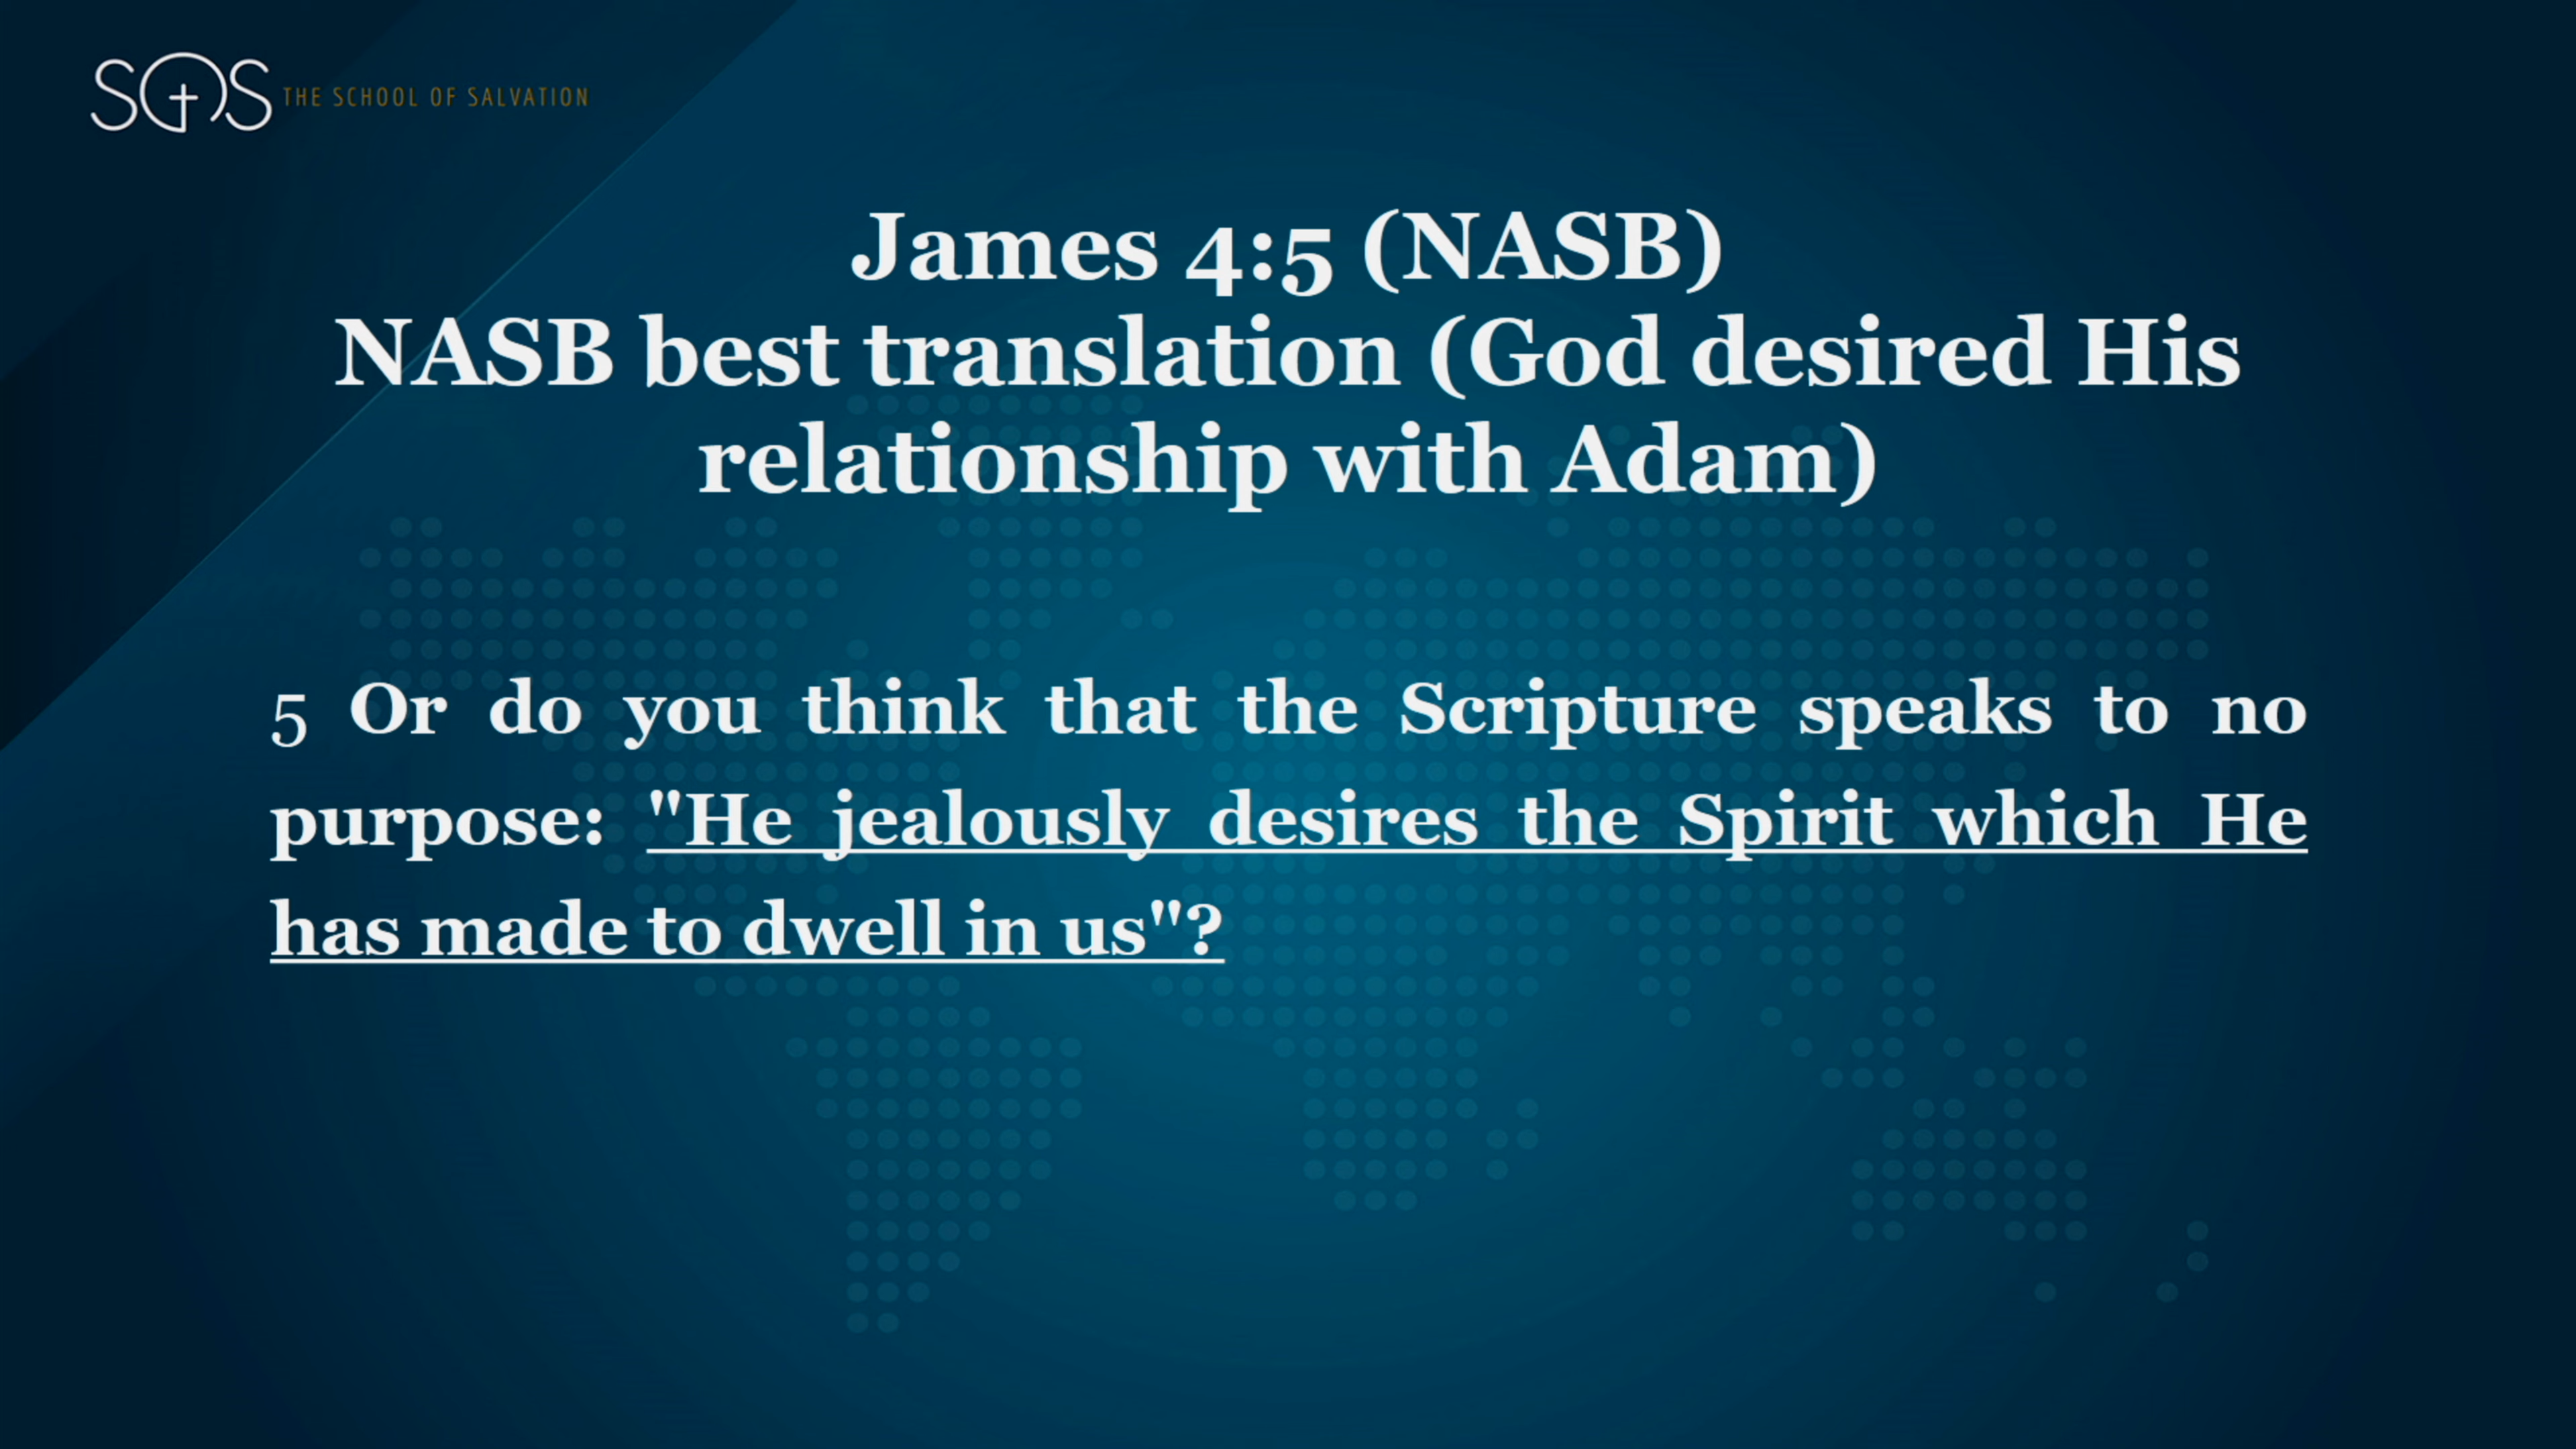 SOS THE SCHOOL OF SALVATION
James 4:5 (NASB)
NASB best translation (God desired His
relationship with Adam)
5 Or do you think that the Scripture speaks to no
purpose: "He jealously desires the Spirit which He
has made to dwell in us"?